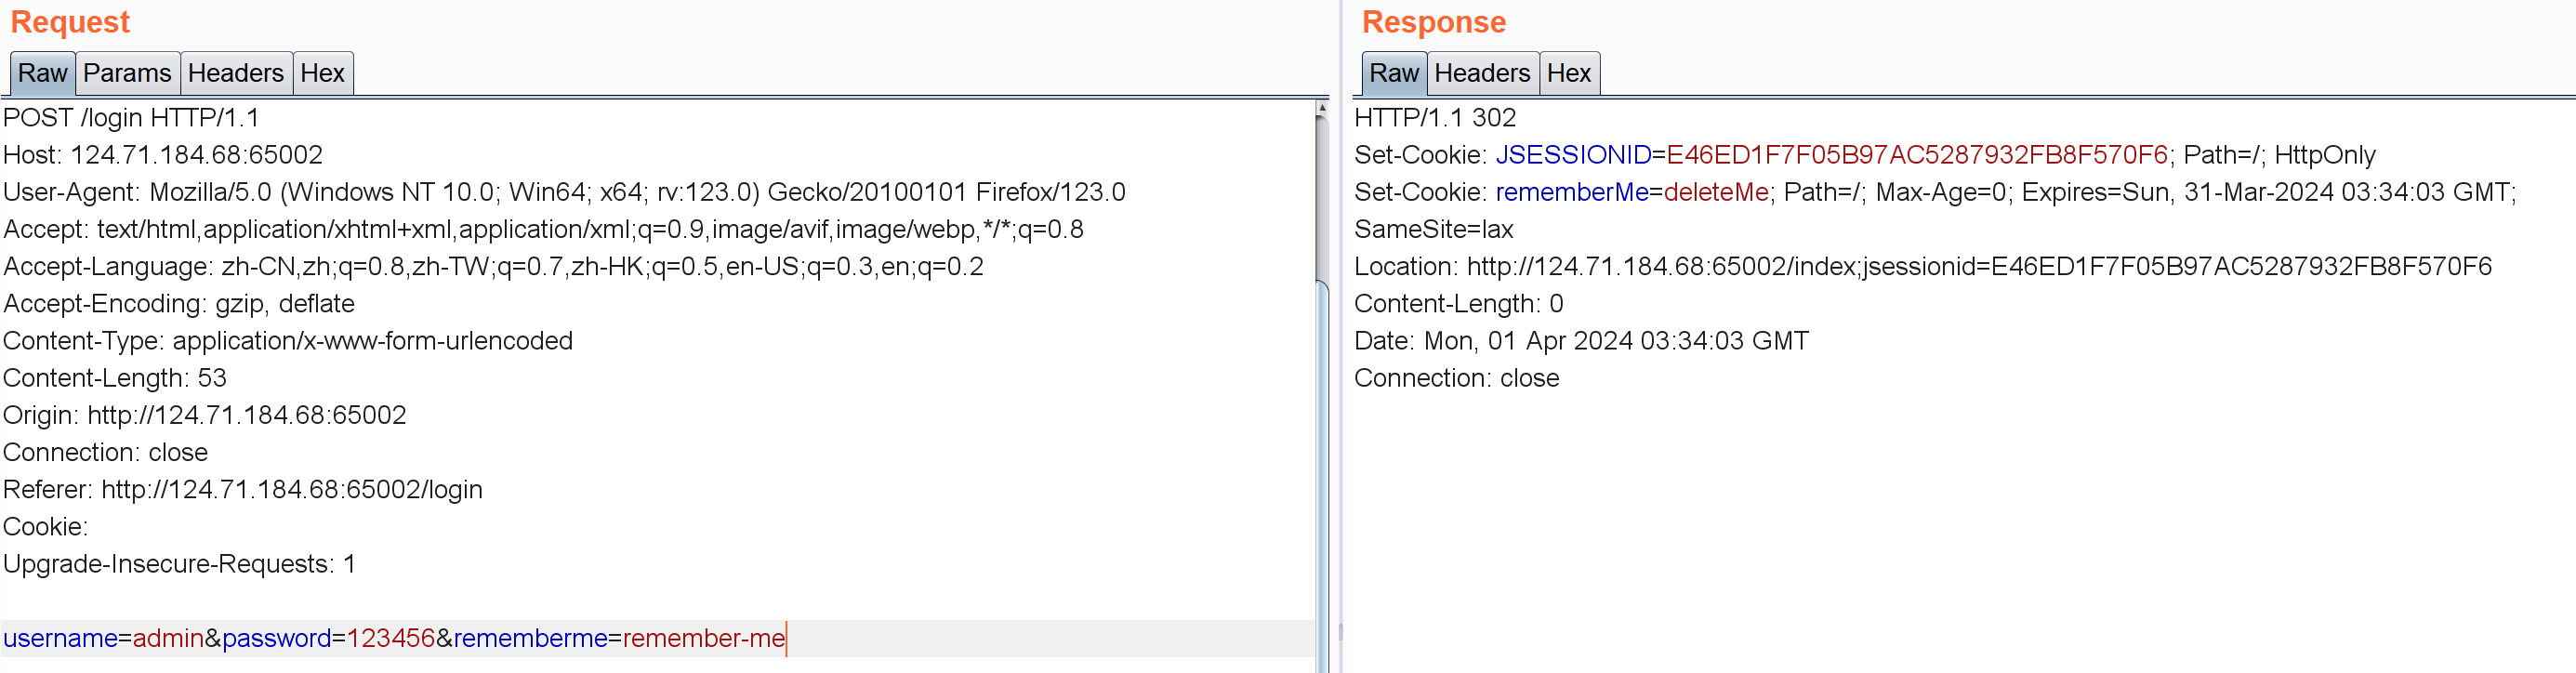 Request
Raw Params Headers Hex
POST /login HTTP/1.1
Host: 124.71.184.68:65002
User-Agent: Mozilla/5.0 (Windows NT 10.0; Win64; x64; rv:123.0) Gecko/20100101 Firefox/123.0
Accept: text/html,application/xhtml+xml,application/xml;q=0.9,image/avif,image/webp,*/*;q=0.8
Accept-Language: zh-CN,zh;q=0.8,zh-TW;q=0.7,zh-HK;q=0.5,en-US;q=0.3,en;q=0.2
Accept-Encoding: gzip, deflate
Content-Type: application/x-www-form-urlencoded
Content-Length: 53
Origin: http://124.71.184.68:65002
Connection: close
Referer: http://124.71.184.68:65002/login
Cookie:
Upgrade-Insecure-Requests: 1
username=admin&password=123456&rememberme=remember-me
Response
Raw Headers Hex
HTTP/1.1 302
Set-Cookie: JSESSIONID=E46ED1F7F05B97AC5287932FB8F570F6; Path=/; HttpOnly
Set-Cookie: rememberMe=deleteMe; Path=/; Max-Age=0; Expires=Sun, 31-Mar-2024 03:34:03 GMT;
SameSite=lax
Location: http://124.71.184.68:65002/index;jsessionid=E46ED1F7F05B97AC5287932FB8F570F6
Content-Length: 0
Date: Mon, 01 Apr 2024 03:34:03 GMT
Connection: close